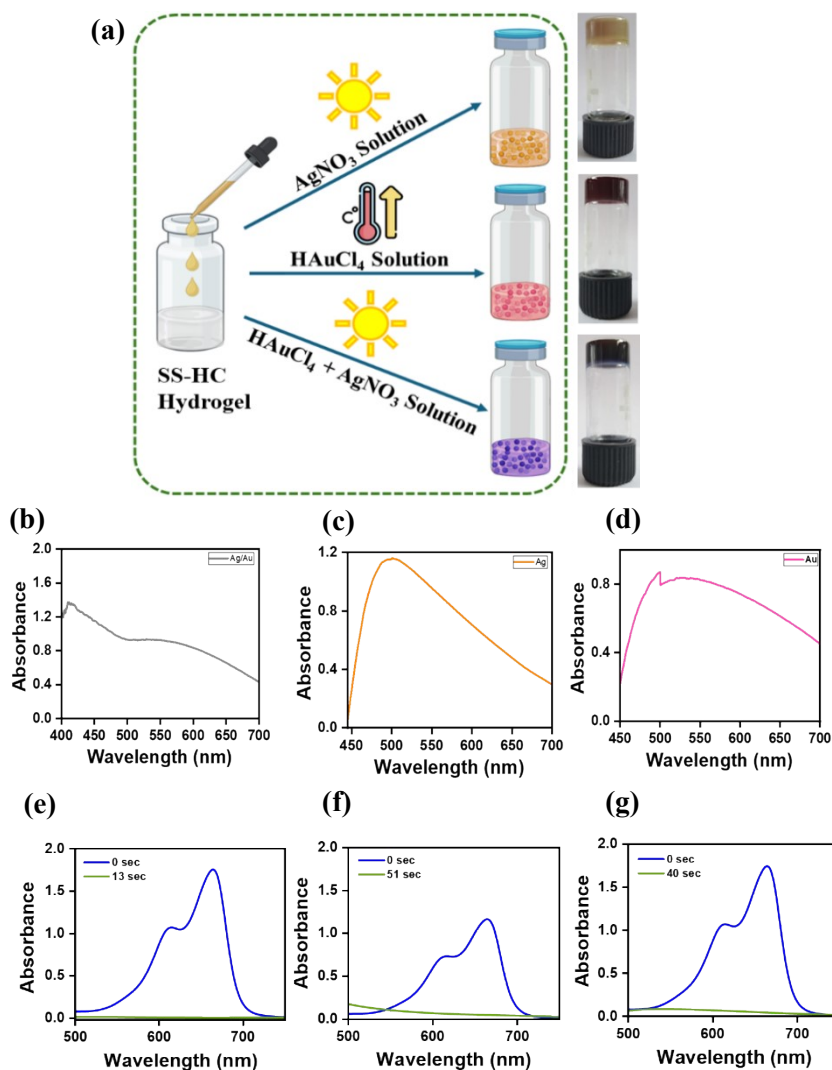 (a)
AgNO₃ Solution
C°
HAuCl₄ Solution
HAuCl₄ + AgNO₃ Solution
SS-HC
Hydrogel
(b)
2.0
1.6
1.2
0.8
0.4
0.0
400 450 500 550 600 650 700
Absorbance
Wavelength (nm)
Ag/Au
(c)
1.2
0.8
0.4
0.0
450 500 550 600 650 700
Absorbance
Wavelength (nm)
Ag
(d)
0.8
0.4
0.0
450 500 550 600 650 700
Absorbance
Wavelength (nm)
Au
(e)
2.0
1.5
1.0
0.5
0.0
500 600 700
Absorbance
Wavelength (nm)
0 sec
13 sec
(f)
2.0
1.5
1.0
0.5
0.0
500 600 700
Absorbance
Wavelength (nm)
0 sec
51 sec
(g)
2.0
1.5
1.0
0.5
0.0
500 600 700
Absorbance
Wavelength (nm)
0 sec
40 sec